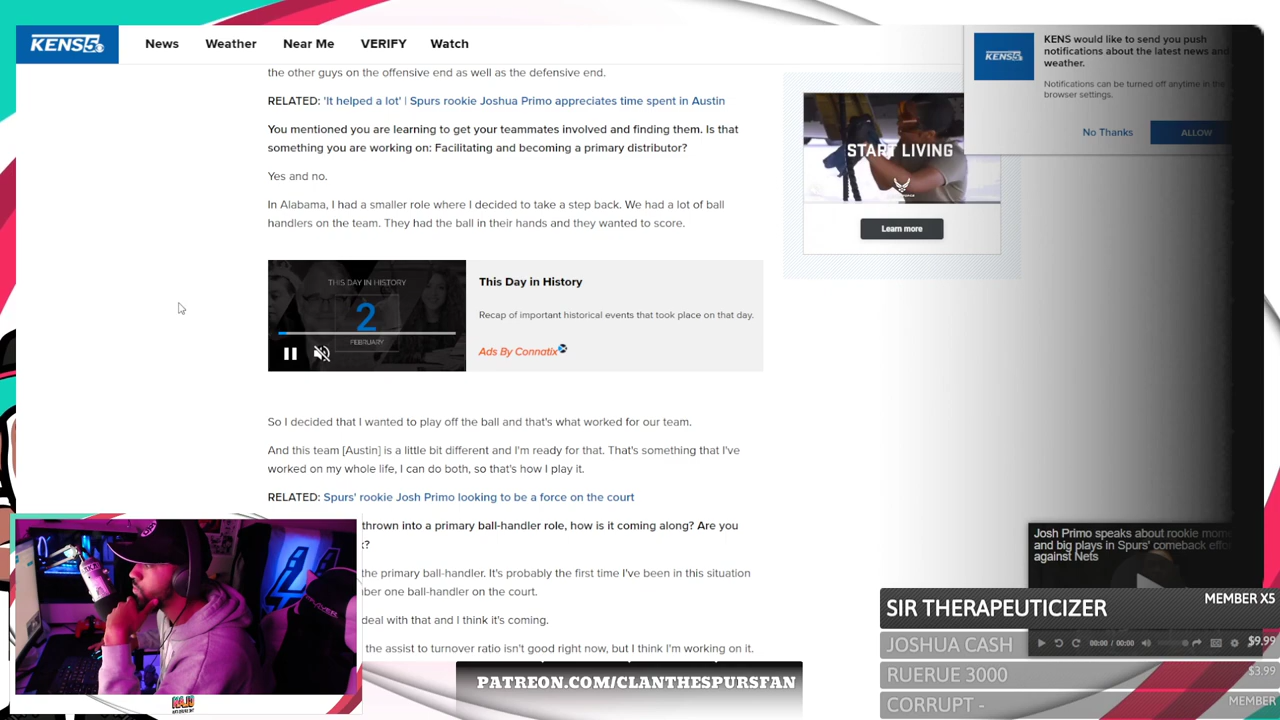 KENS5
News Weather Near Me VERIFY Watch
KENS would like to send you push
notifications about the latest news and
weather.
Notifications can be turned off anytime in the
browser settings.
No Thanks ALLOW
the other guys on the offensive end as well as the defensive end.
RELATED: 'It helped a lot' | Spurs rookie Joshua Primo appreciates time spent in Austin
You mentioned you are learning to get your teammates involved and finding them. Is that
something you are working on: Facilitating and becoming a primary distributor?
Yes and no.
In Alabama, I had a smaller role where I decided to take a step back. We had a lot of ball
handlers on the team. They had the ball in their hands and they wanted to score.
START LIVING
Learn more
THIS DAY IN HISTORY
2
FEBRUARY
This Day in History
Recap of important historical events that took place on that day.
Ads By Connatix
So I decided that I wanted to play off the ball and that's what worked for our team.
And this team [Austin] is a little bit different and I'm ready for that. That's something that I've
worked on my whole life, I can do both, so that's how I play it.
RELATED: Spurs' rookie Josh Primo looking to be a force on the court
thrown into a primary ball-handler role, how is it coming along? Are you
the primary ball-handler. It's probably the first time I've been in this situation
number one ball-handler on the court.
deal with that and I think it's coming.
the assist to turnover ratio isn't good right now, but I think I'm working on it.
Josh Primo speaks about rookie mom
and big plays in Spurs' comeback effo
against Nets
00:00 / 00:00
SIR THERAPEUTICIZER MEMBER X5
JOSHUA CASH $9.99
RUERUE 3000 $3.99
CORRUPT - MEMBER
PATREON.COM/CLANTHESPURSFAN